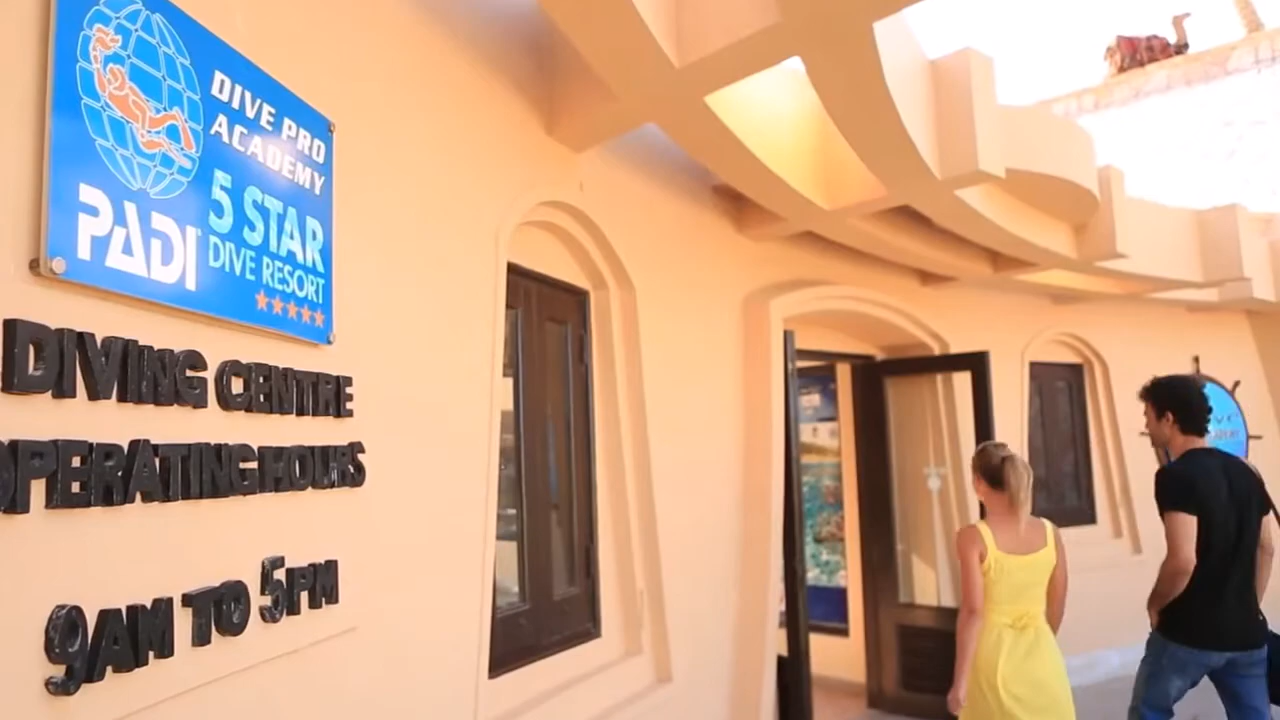 DIVE PRO
ACADEMY
PADI
5 STAR
DIVE RESORT
DIVING CENTRE
OPERATING HOURS
9AM TO 5PM